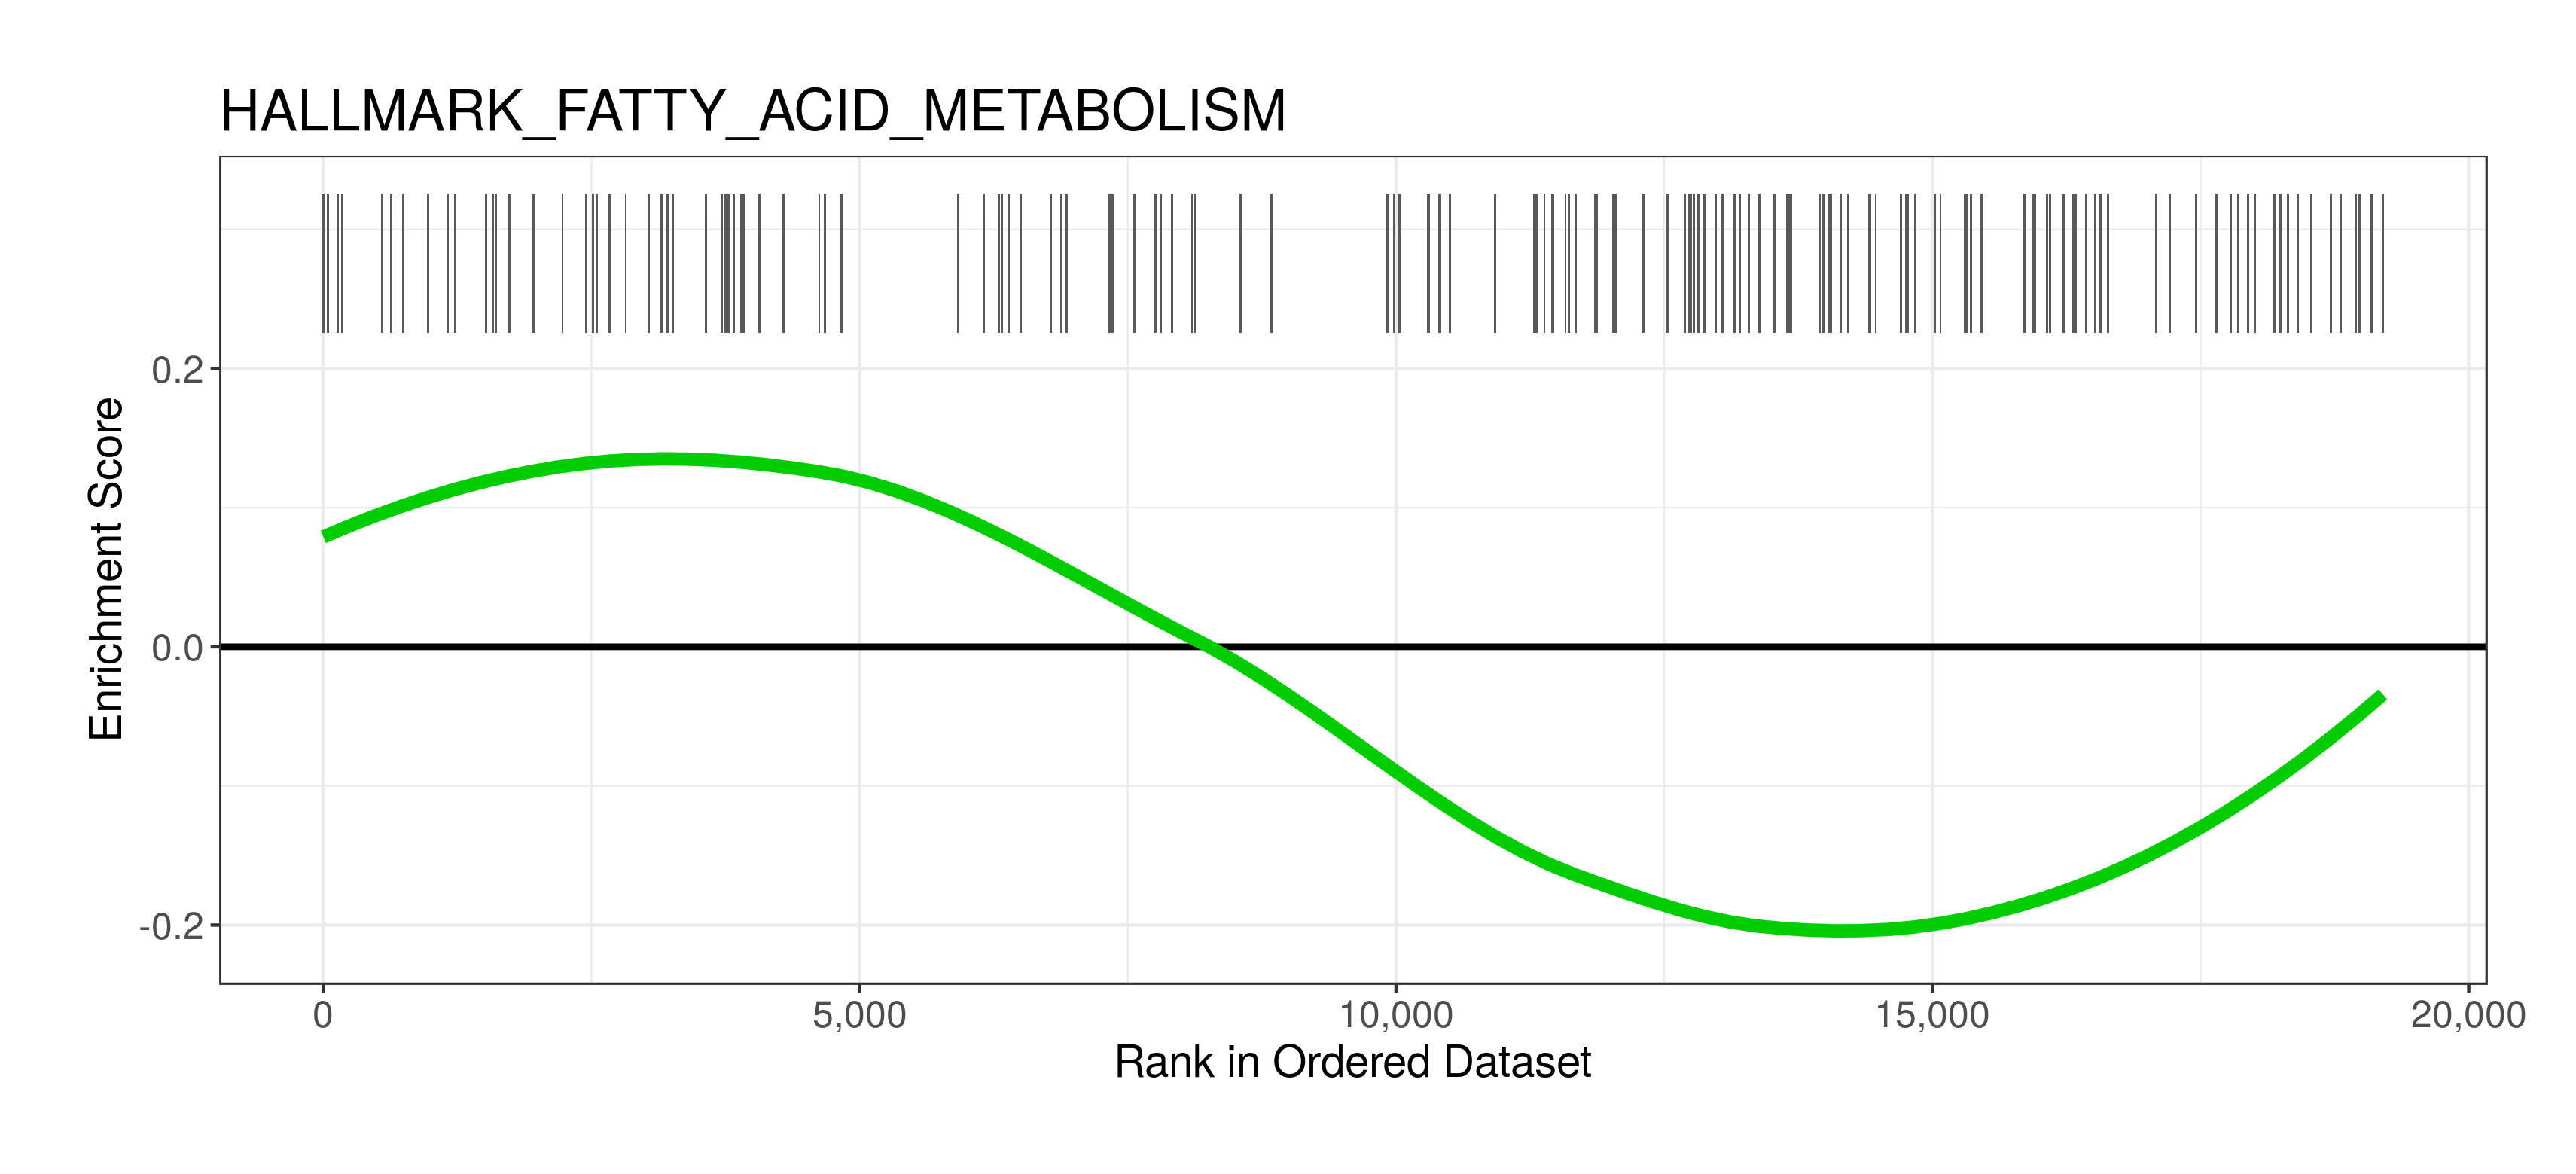 HALLMARK_FATTY_ACID_METABOLISM
0.2
0.0
-0.2
Enrichment Score
0 5,000 10,000 15,000 20,000
Rank in Ordered Dataset